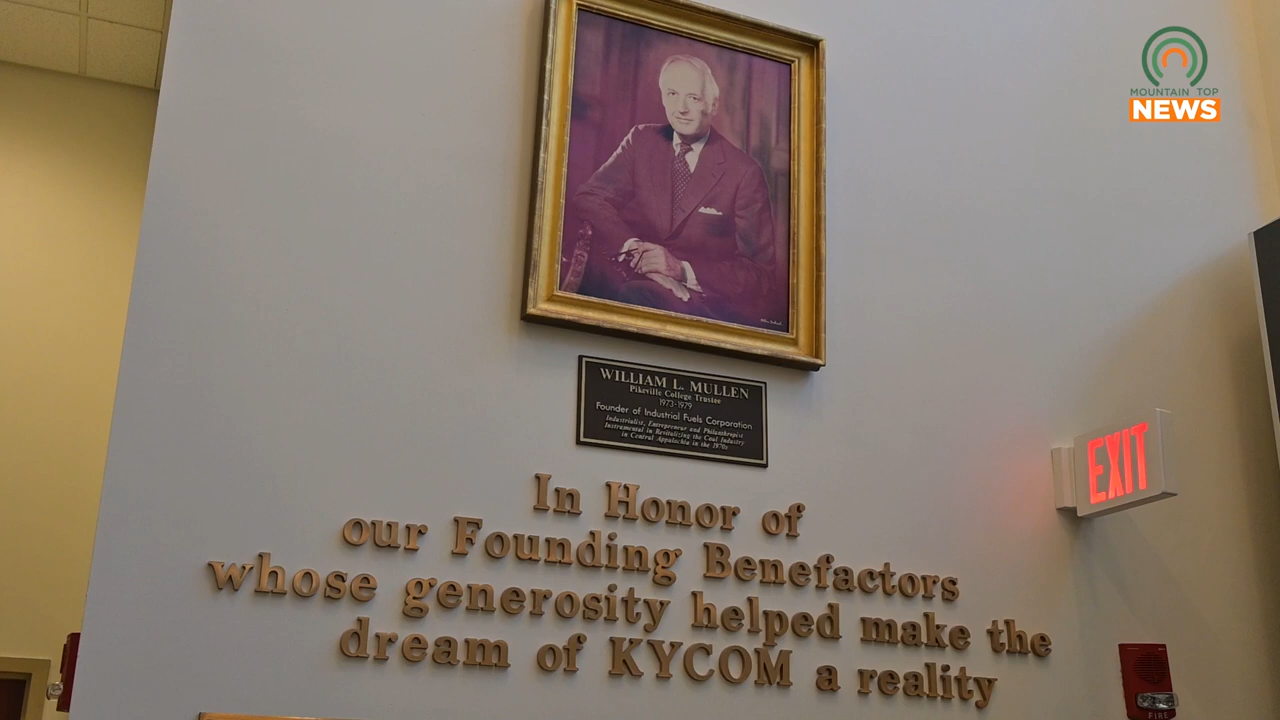 MOUNTAIN TOP
NEWS
WILLIAM L. MULLEN
Pikeville College Trustee
1973-1979
Founder of Industrial Fuels Corporation
Industrialist, Entrepreneur and Philanthropist
Instrumental in Revitalizing the Coal Industry
in Central Appalachia in the 1970s
In Honor of
our Founding Benefactors
whose generosity helped make the
dream of KYCOM a reality
EXIT
FIRE